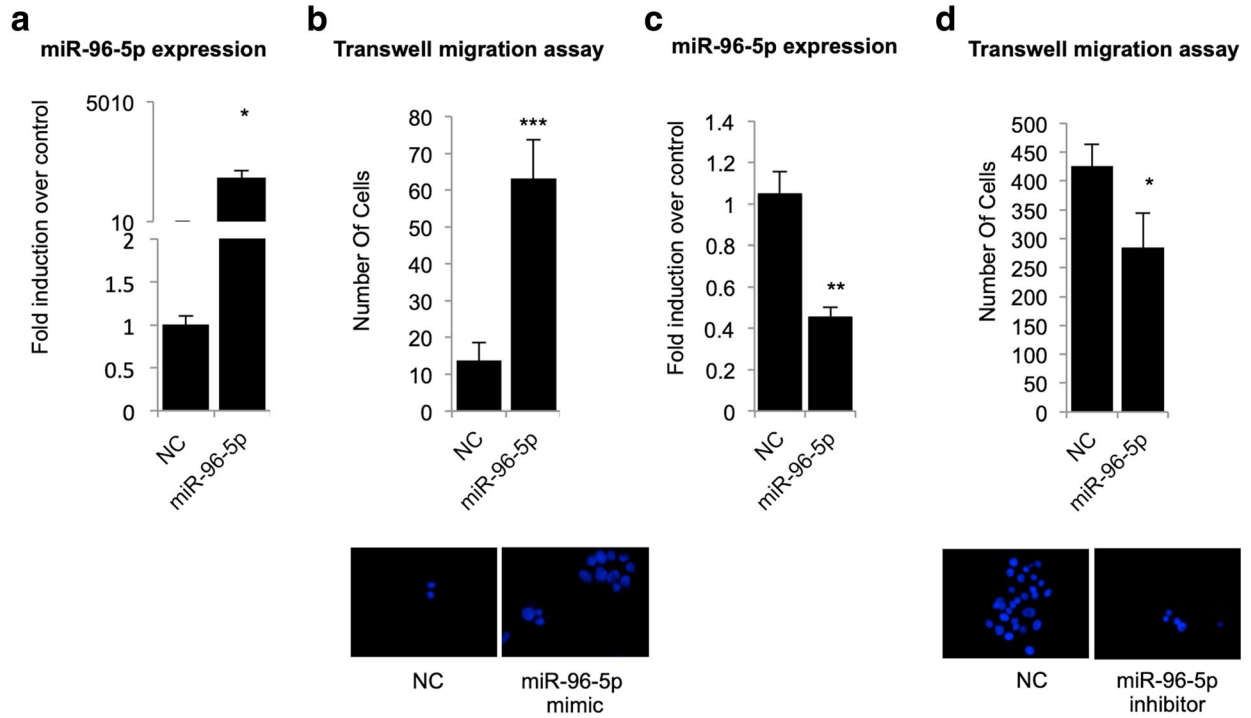 a
miR-96-5p expression
Fold induction over control
5010
10
2
1.5
1
0.5
0
*
NC
miR-96-5p
b
Transwell migration assay
Number Of Cells
80
70
60
50
40
30
20
10
0
***
NC
miR-96-5p
NC
miR-96-5p
mimic
c
miR-96-5p expression
Fold induction over control
1.4
1.2
1
0.8
0.6
0.4
0.2
0
**
NC
miR-96-5p
d
Transwell migration assay
Number Of Cells
500
450
400
350
300
250
200
150
100
50
0
*
NC
miR-96-5p
NC
miR-96-5p
inhibitor